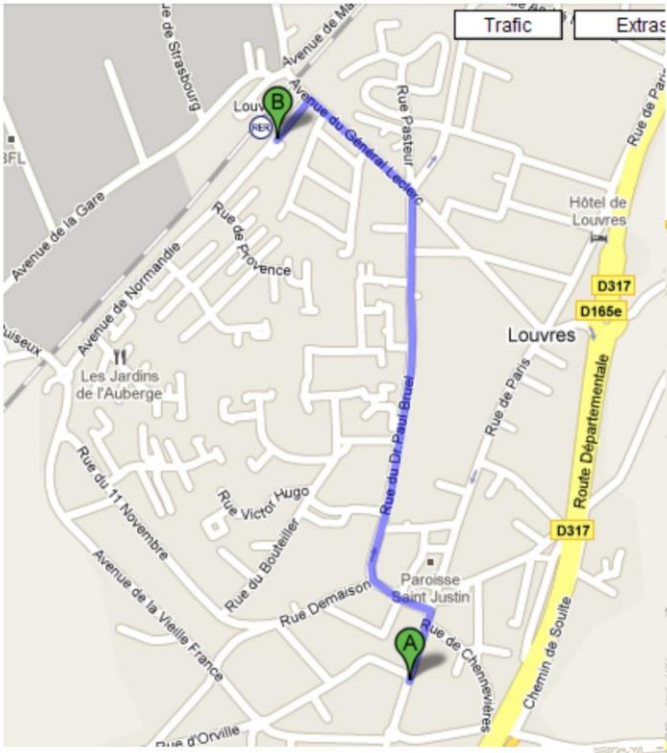 Trafic
Extras
Rue de Strasbourg
Avenue de Ma
Louv
B
RER
Avenue du Général Leclerc
Rue Pasteur
Rue de Paris
BFL
Avenue de la Gare
Hôtel de
Louvres
Rue de
Provence
Avenue de Normandie
D317
D165e
Louvres
Puiseux
Les Jardins
de l'Auberge
Rue de Paris
Route Départementale
Rue du Dr Paul Bruel
Rue du 11 Novembre
Rue Victor Hugo
D317
Rue du Bouteiller
Avenue de la Vieille France
Paroisse
Saint Justin
Rue Demaison
A
Rue de Chennevières
Chemin de Soulte
Rue d'Orville